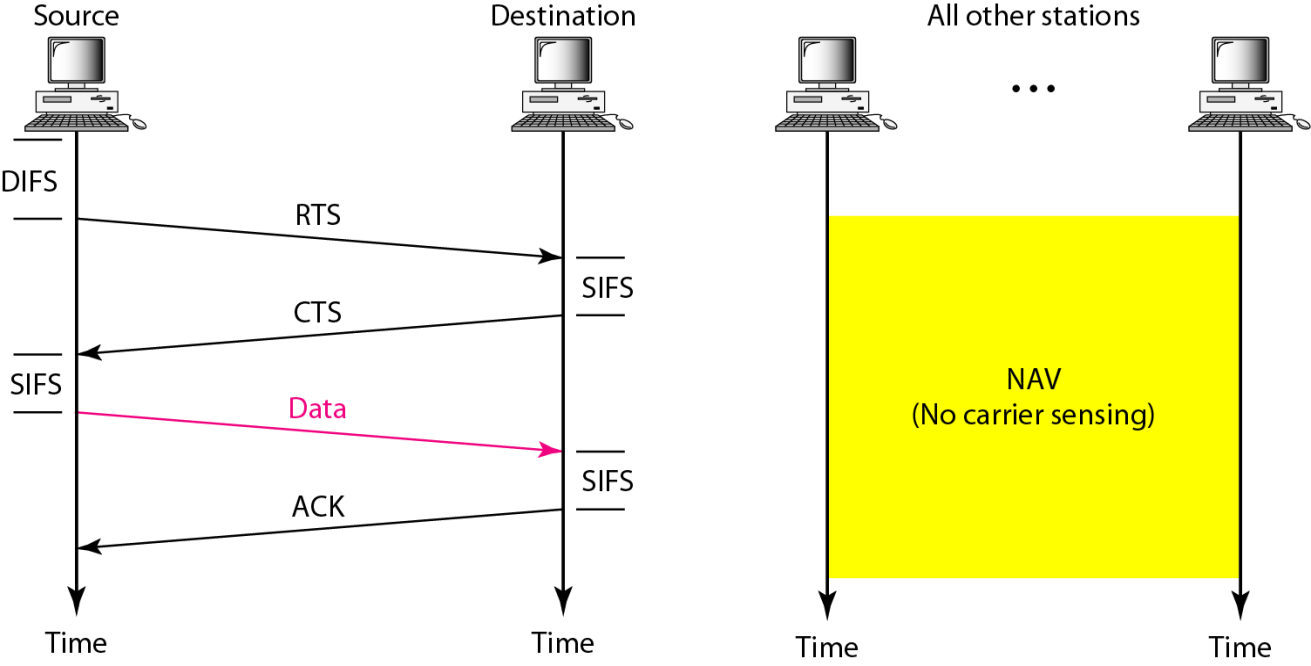 Source
Destination
All other stations
...
DIFS
RTS
SIFS
CTS
SIFS
Data
SIFS
ACK
NAV
(No carrier sensing)
Time
Time
Time
Time